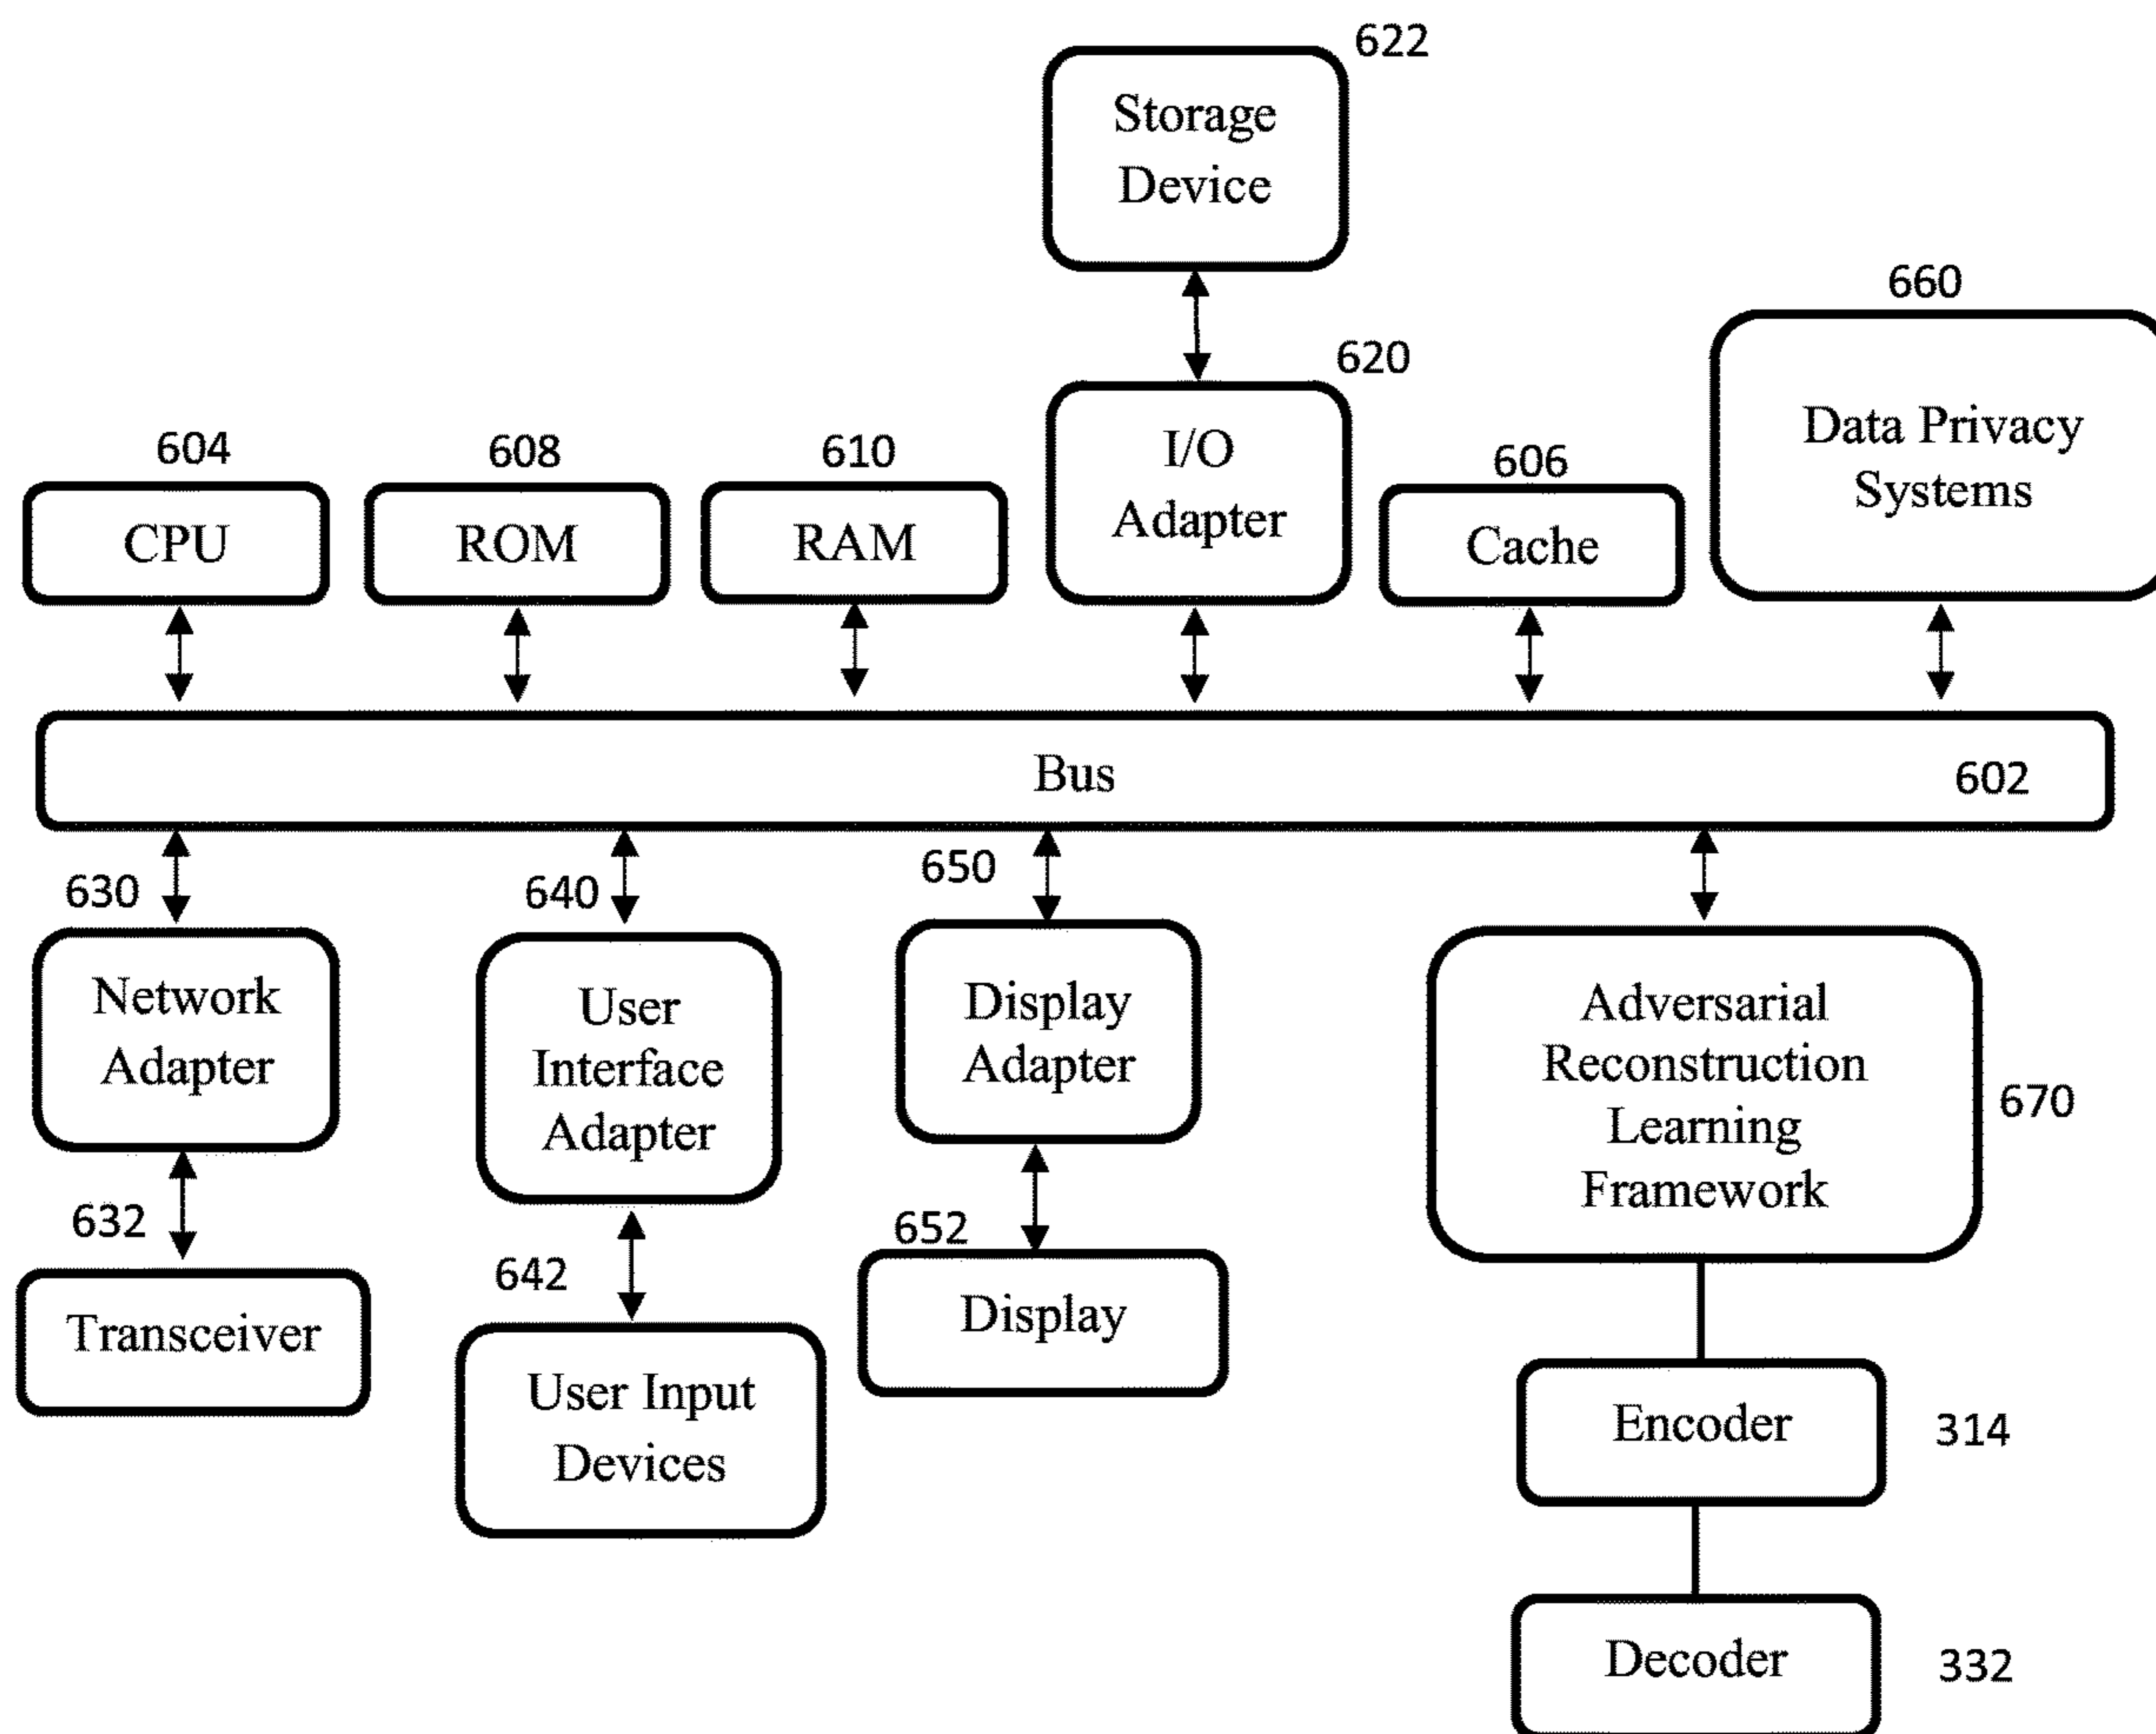 622
Storage
Device
660
620
Data Privacy
Systems
I/O
Adapter
604
608
610
606
CPU
ROM
RAM
Cache
Bus
602
630
640
650
Network
Adapter
User
Interface
Adapter
Display
Adapter
Adversarial
Reconstruction
Learning
Framework
670
632
642
652
Transceiver
User Input
Devices
Display
Encoder
314
Decoder
332